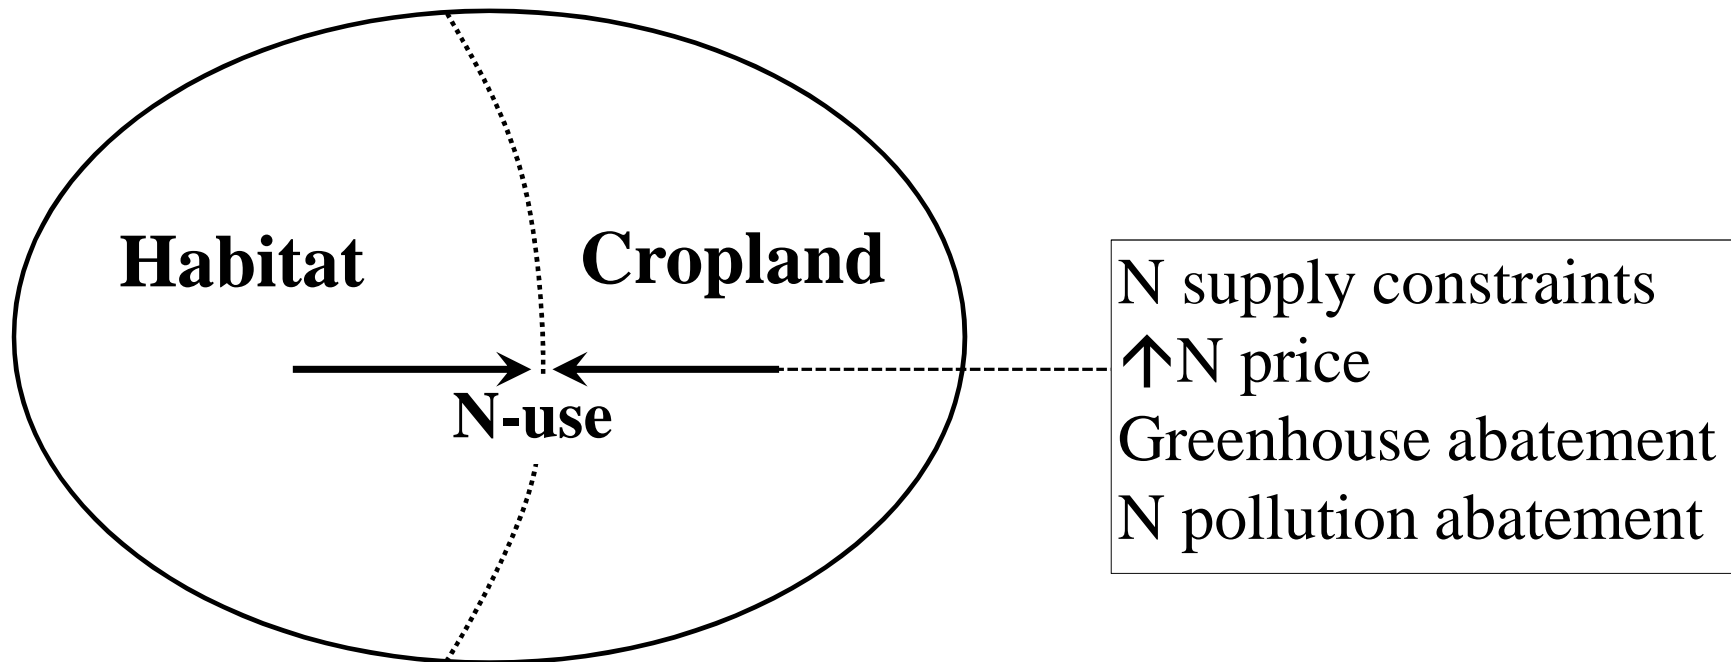 Habitat
Cropland
N-use
N supply constraints
↑N price
Greenhouse abatement
N pollution abatement